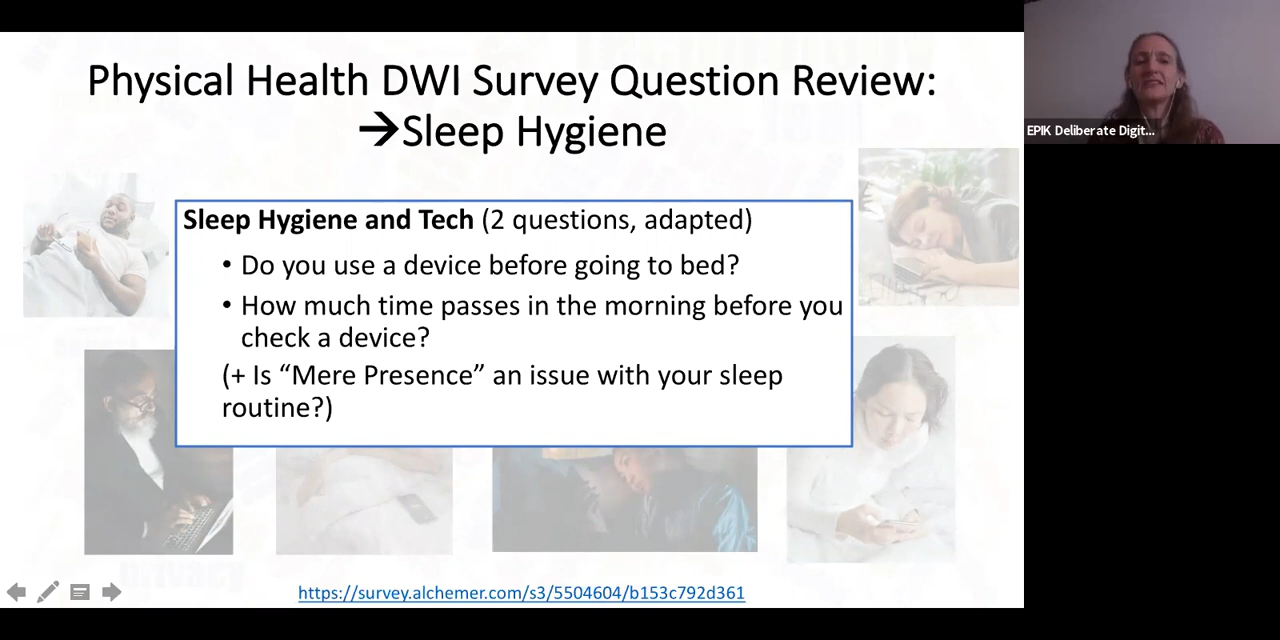 Physical Health DWI Survey Question Review:
→Sleep Hygiene
EPIK Deliberate Digit...
Sleep Hygiene and Tech (2 questions, adapted)
• Do you use a device before going to bed?
• How much time passes in the morning before you
check a device?
(+ Is “Mere Presence” an issue with your sleep
routine?)
privacy
https://survey.alchemer.com/s3/5504604/b153c792d361